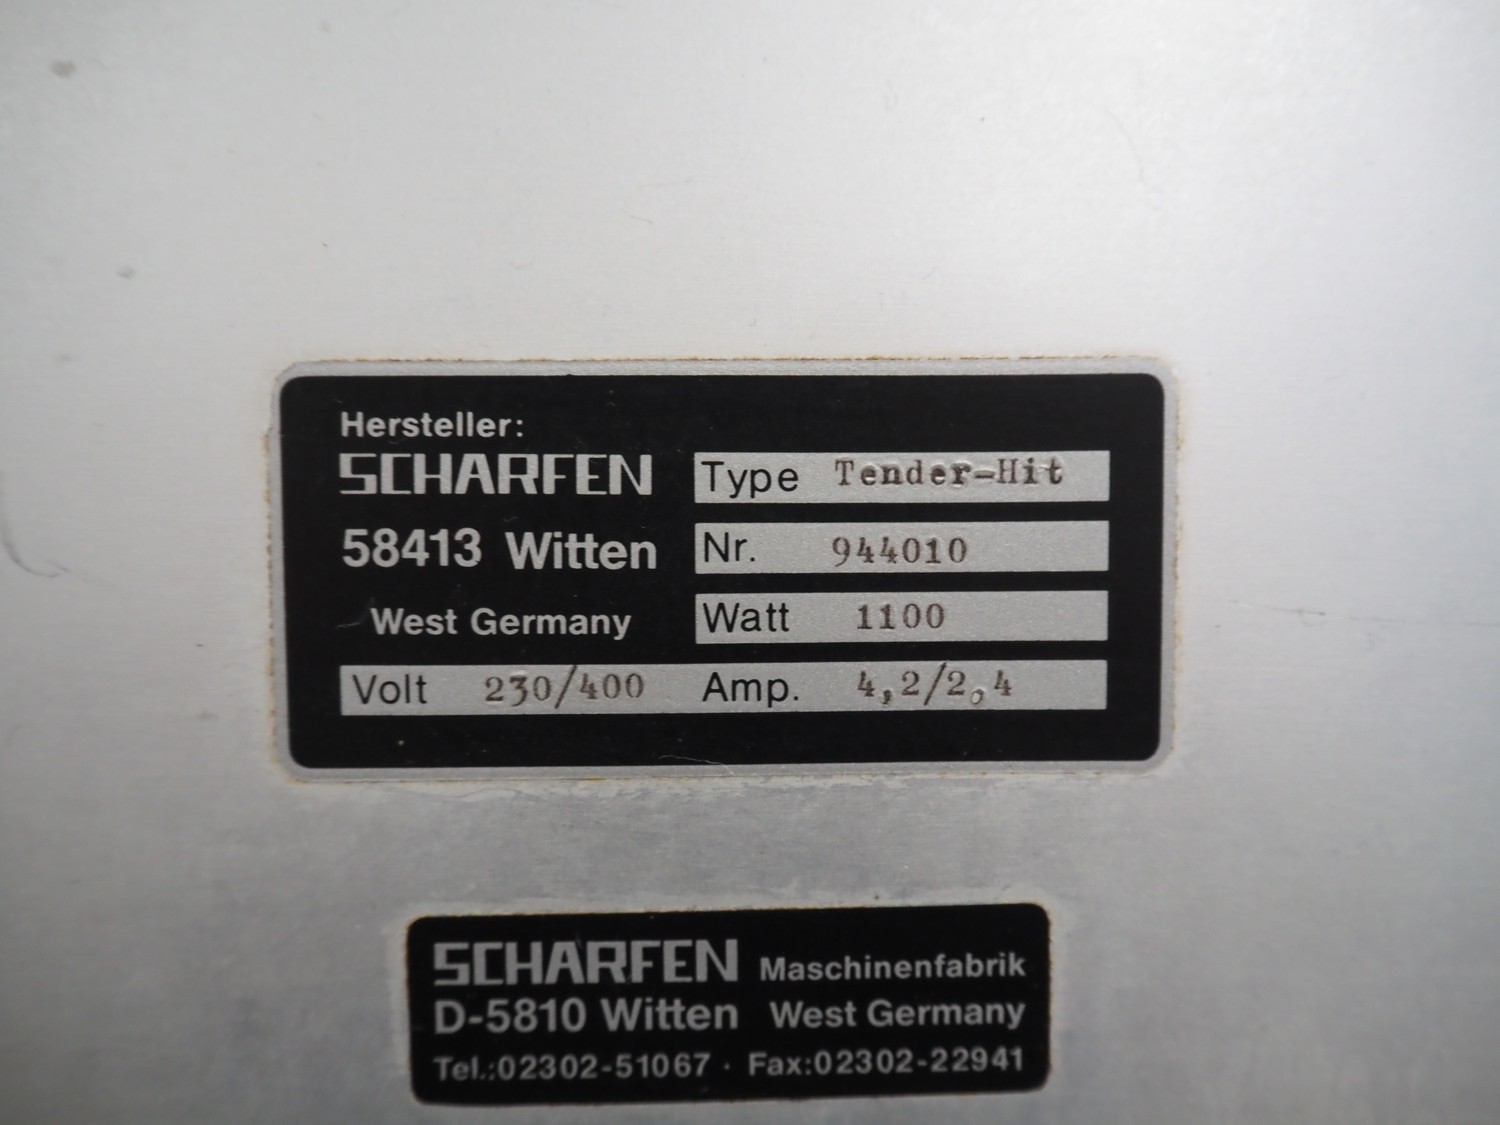 Hersteller:
SCHARFEN
58413 Witten
West Germany
Type Tender-Hit
Nr. 944010
Watt 1100
Volt 230/400 Amp. 4,2/2,4
SCHARFEN Maschinenfabrik
D-5810 Witten West Germany
Tel.:02302-51067 · Fax:02302-22941